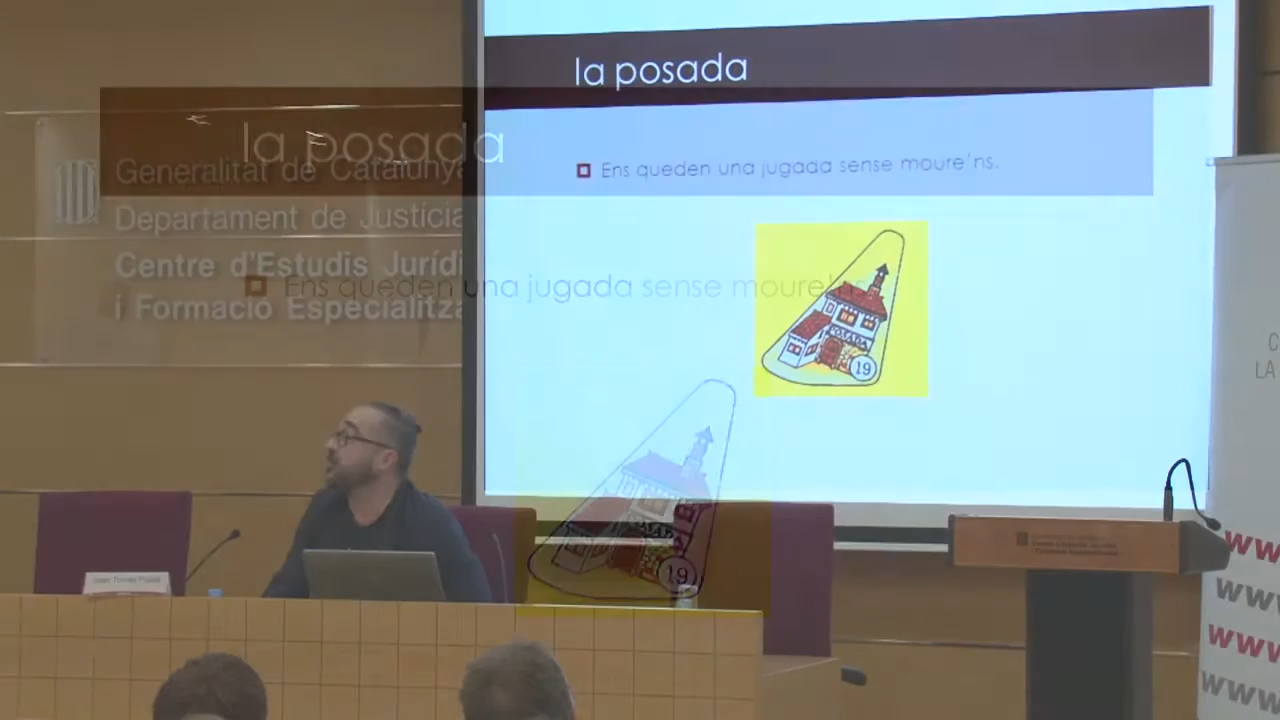 la posada
Ens queden una jugada sense moure'ns.
POSADA
19
la posada
Generalitat de Catalunya
Departament de Justícia
Centre d'Estudis Jurídi
i Formació Especialitza
Ens queden una jugada sense moure'ns.
19
C
LA
www
www
www
www